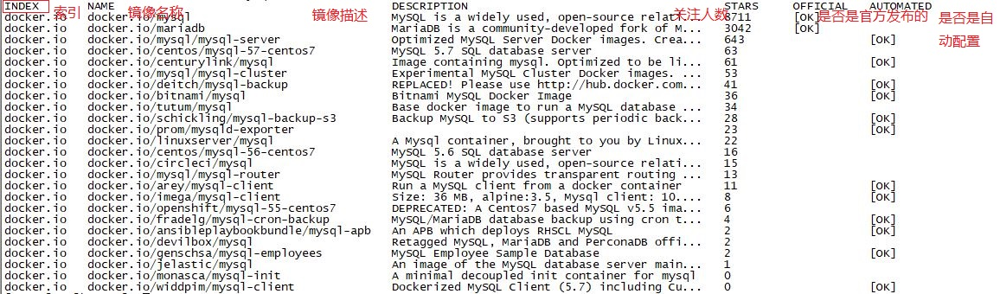 INDEX 索引 NAME 镜像名称 镜像描述 DESCRIPTION 关注人数 STARS OFFICIAL 是否是官方发布的 AUTOMATED 是否是自动配置
docker.io docker.io/mysql MySQL is a widely used, open-source relati... 8711 [OK]
docker.io docker.io/mariadb MariaDB is a community-developed fork of M... 3042 [OK]
docker.io docker.io/mysql/mysql-server Optimized MySQL Server Docker images. Crea... 643 [OK]
docker.io docker.io/centos/mysql-57-centos7 MySQL 5.7 SQL database server 63
docker.io docker.io/centurylink/mysql Image containing mysql. Optimized to be li... 61 [OK]
docker.io docker.io/mysql/mysql-cluster Experimental MySQL Cluster Docker images. ... 53
docker.io docker.io/deitch/mysql-backup REPLACED! Please use http://hub.docker.com... 41 [OK]
docker.io docker.io/bitnami/mysql Bitnami MySQL Docker Image 36 [OK]
docker.io docker.io/tutum/mysql Base docker image to run a MySQL database ... 34
docker.io docker.io/schickling/mysql-backup-s3 Backup MySQL to S3 (supports periodic back... 28 [OK]
docker.io docker.io/prom/mysqld-exporter 23 [OK]
docker.io docker.io/linuxserver/mysql A Mysql container, brought to you by Linux... 22
docker.io docker.io/centos/mysql-56-centos7 MySQL 5.6 SQL database server 16
docker.io docker.io/circleci/mysql MySQL is a widely used, open-source relati... 15
docker.io docker.io/mysql/mysql-router MySQL Router provides transparent routing ... 13
docker.io docker.io/arey/mysql-client Run a MySQL client from a docker container 11 [OK]
docker.io docker.io/imega/mysql-client Size: 36 MB, alpine:3.5, Mysql client: 10.... 8 [OK]
docker.io docker.io/openshift/mysql-55-centos7 DEPRECATED: A Centos7 based MySQL v5.5 ima... 6
docker.io docker.io/fradelg/mysql-cron-backup MySQL/MariaDB database backup using cron t... 4 [OK]
docker.io docker.io/ansibleplaybookbundle/mysql-apb An APB which deploys RHSCL MySQL 2 [OK]
docker.io docker.io/devilbox/mysql Retagged MySQL, MariaDB and PerconaDB offi... 2
docker.io docker.io/genschsa/mysql-employees MySQL Employee Sample Database 2 [OK]
docker.io docker.io/jelastic/mysql An image of the MySQL database server main... 1
docker.io docker.io/monasca/mysql-init A minimal decoupled init container for mysql 0
docker.io docker.io/widdpim/mysql-client Dockerized MySQL Client (5.7) including Cu... 0 [OK]